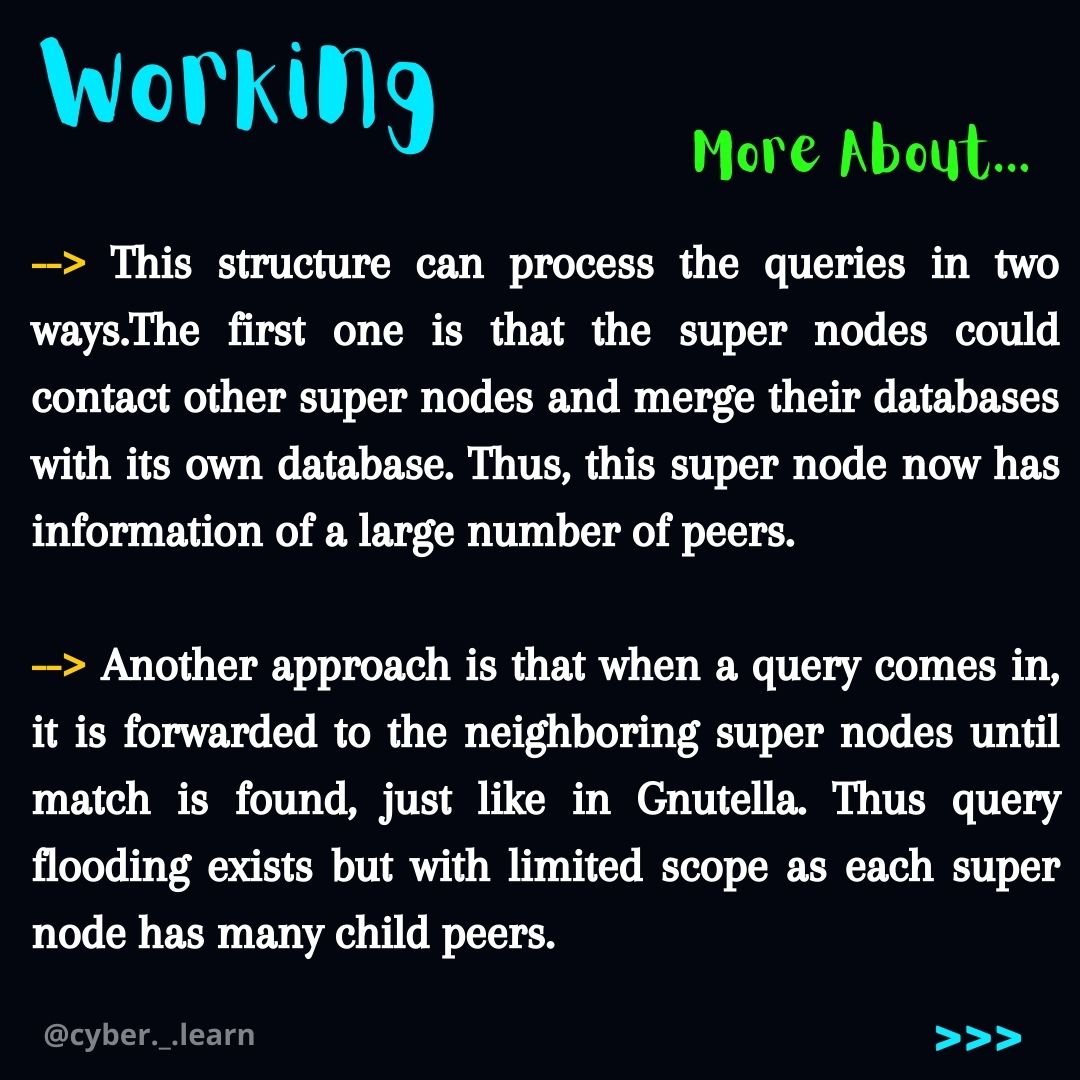 Working
More About...
--> This structure can process the queries in two
ways.The first one is that the super nodes could
contact other super nodes and merge their databases
with its own database. Thus, this super node now has
information of a large number of peers.
--> Another approach is that when a query comes in,
it is forwarded to the neighboring super nodes until
match is found, just like in Gnutella. Thus query
flooding exists but with limited scope as each super
node has many child peers.
@cyber._.learn
>>>